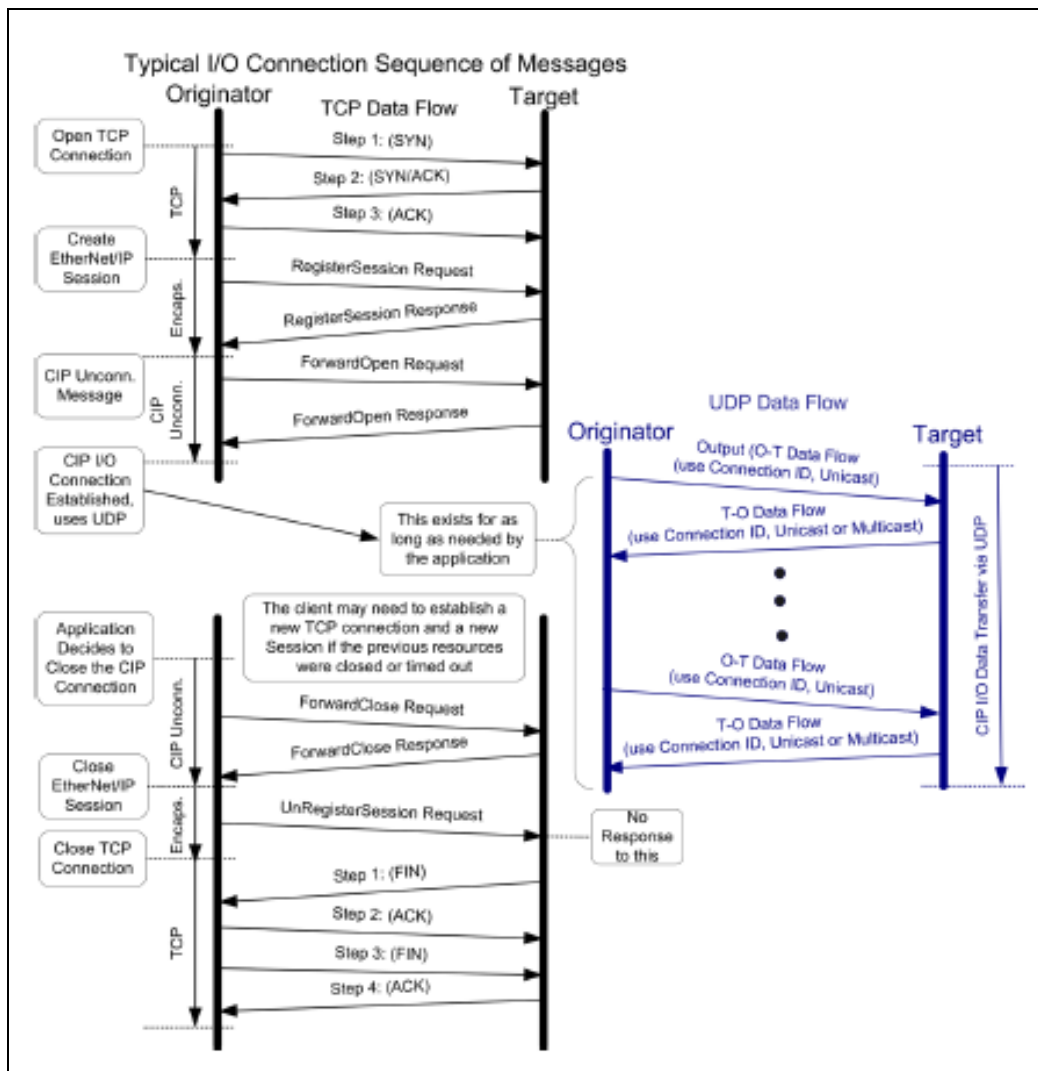 Typical I/O Connection Sequence of Messages
Originator
TCP Data Flow
Target
Open TCP
Connection
Step 1: (SYN)
Step 2: (SYN/ACK)
TCP
Step 3: (ACK)
Create
EtherNet/IP
Session
RegisterSession Request
Encaps.
RegisterSession Response
CIP Unconn.
Message
ForwardOpen Request
CIP
Unconn.
ForwardOpen Response
CIP I/O
Connection
Established,
uses UDP
This exists for as
long as needed by
the application
UDP Data Flow
Originator
Target
Output (O-T Data Flow
(use Connection ID, Unicast)
T-O Data Flow
(use Connection ID, Unicast or Multicast)
O-T Data Flow
(use Connection ID, Unicast)
T-O Data Flow
(use Connection ID, Unicast or Multicast)
CIP I/O Data Transfer via UDP
Application
Decides to
Close the CIP
Connection
The client may need to establish a
new TCP connection and a new
Session if the previous resources
were closed or timed out
ForwardClose Request
CIP Unconn.
ForwardClose Response
Close
EtherNet/IP
Session
Encaps.
UnRegisterSession Request
No
Response
to this
Close TCP
Connection
Step 1: (FIN)
Step 2: (ACK)
TCP
Step 3: (FIN)
Step 4: (ACK)